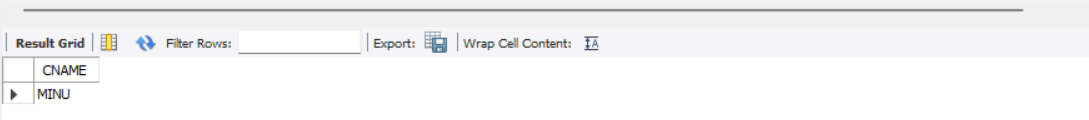 Result Grid Filter Rows: Export: Wrap Cell Content:
CNAME
MINU